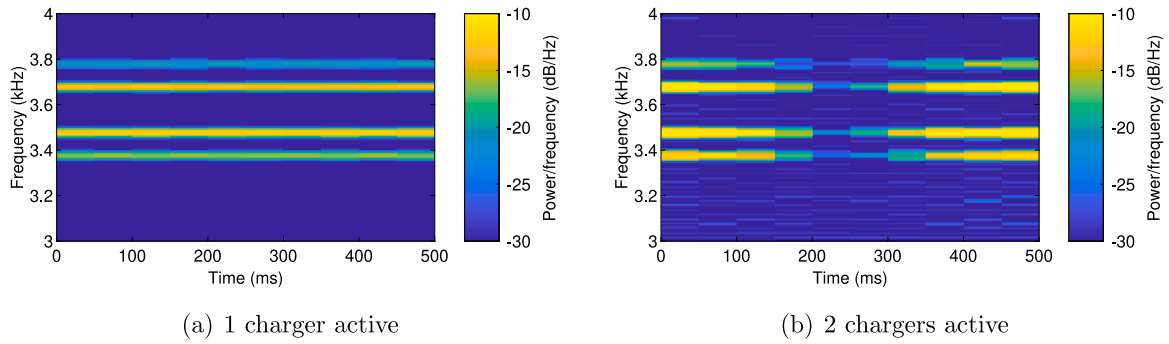 4
3.8
3.6
3.4
3.2
3
Frequency (kHz)
0 100 200 300 400 500
Time (ms)
-10
-15
-20
-25
-30
Power/frequency (dB/Hz)
(a) 1 charger active
4
3.8
3.6
3.4
3.2
3
Frequency (kHz)
0 100 200 300 400 500
Time (ms)
-10
-15
-20
-25
-30
Power/frequency (dB/Hz)
(b) 2 chargers active